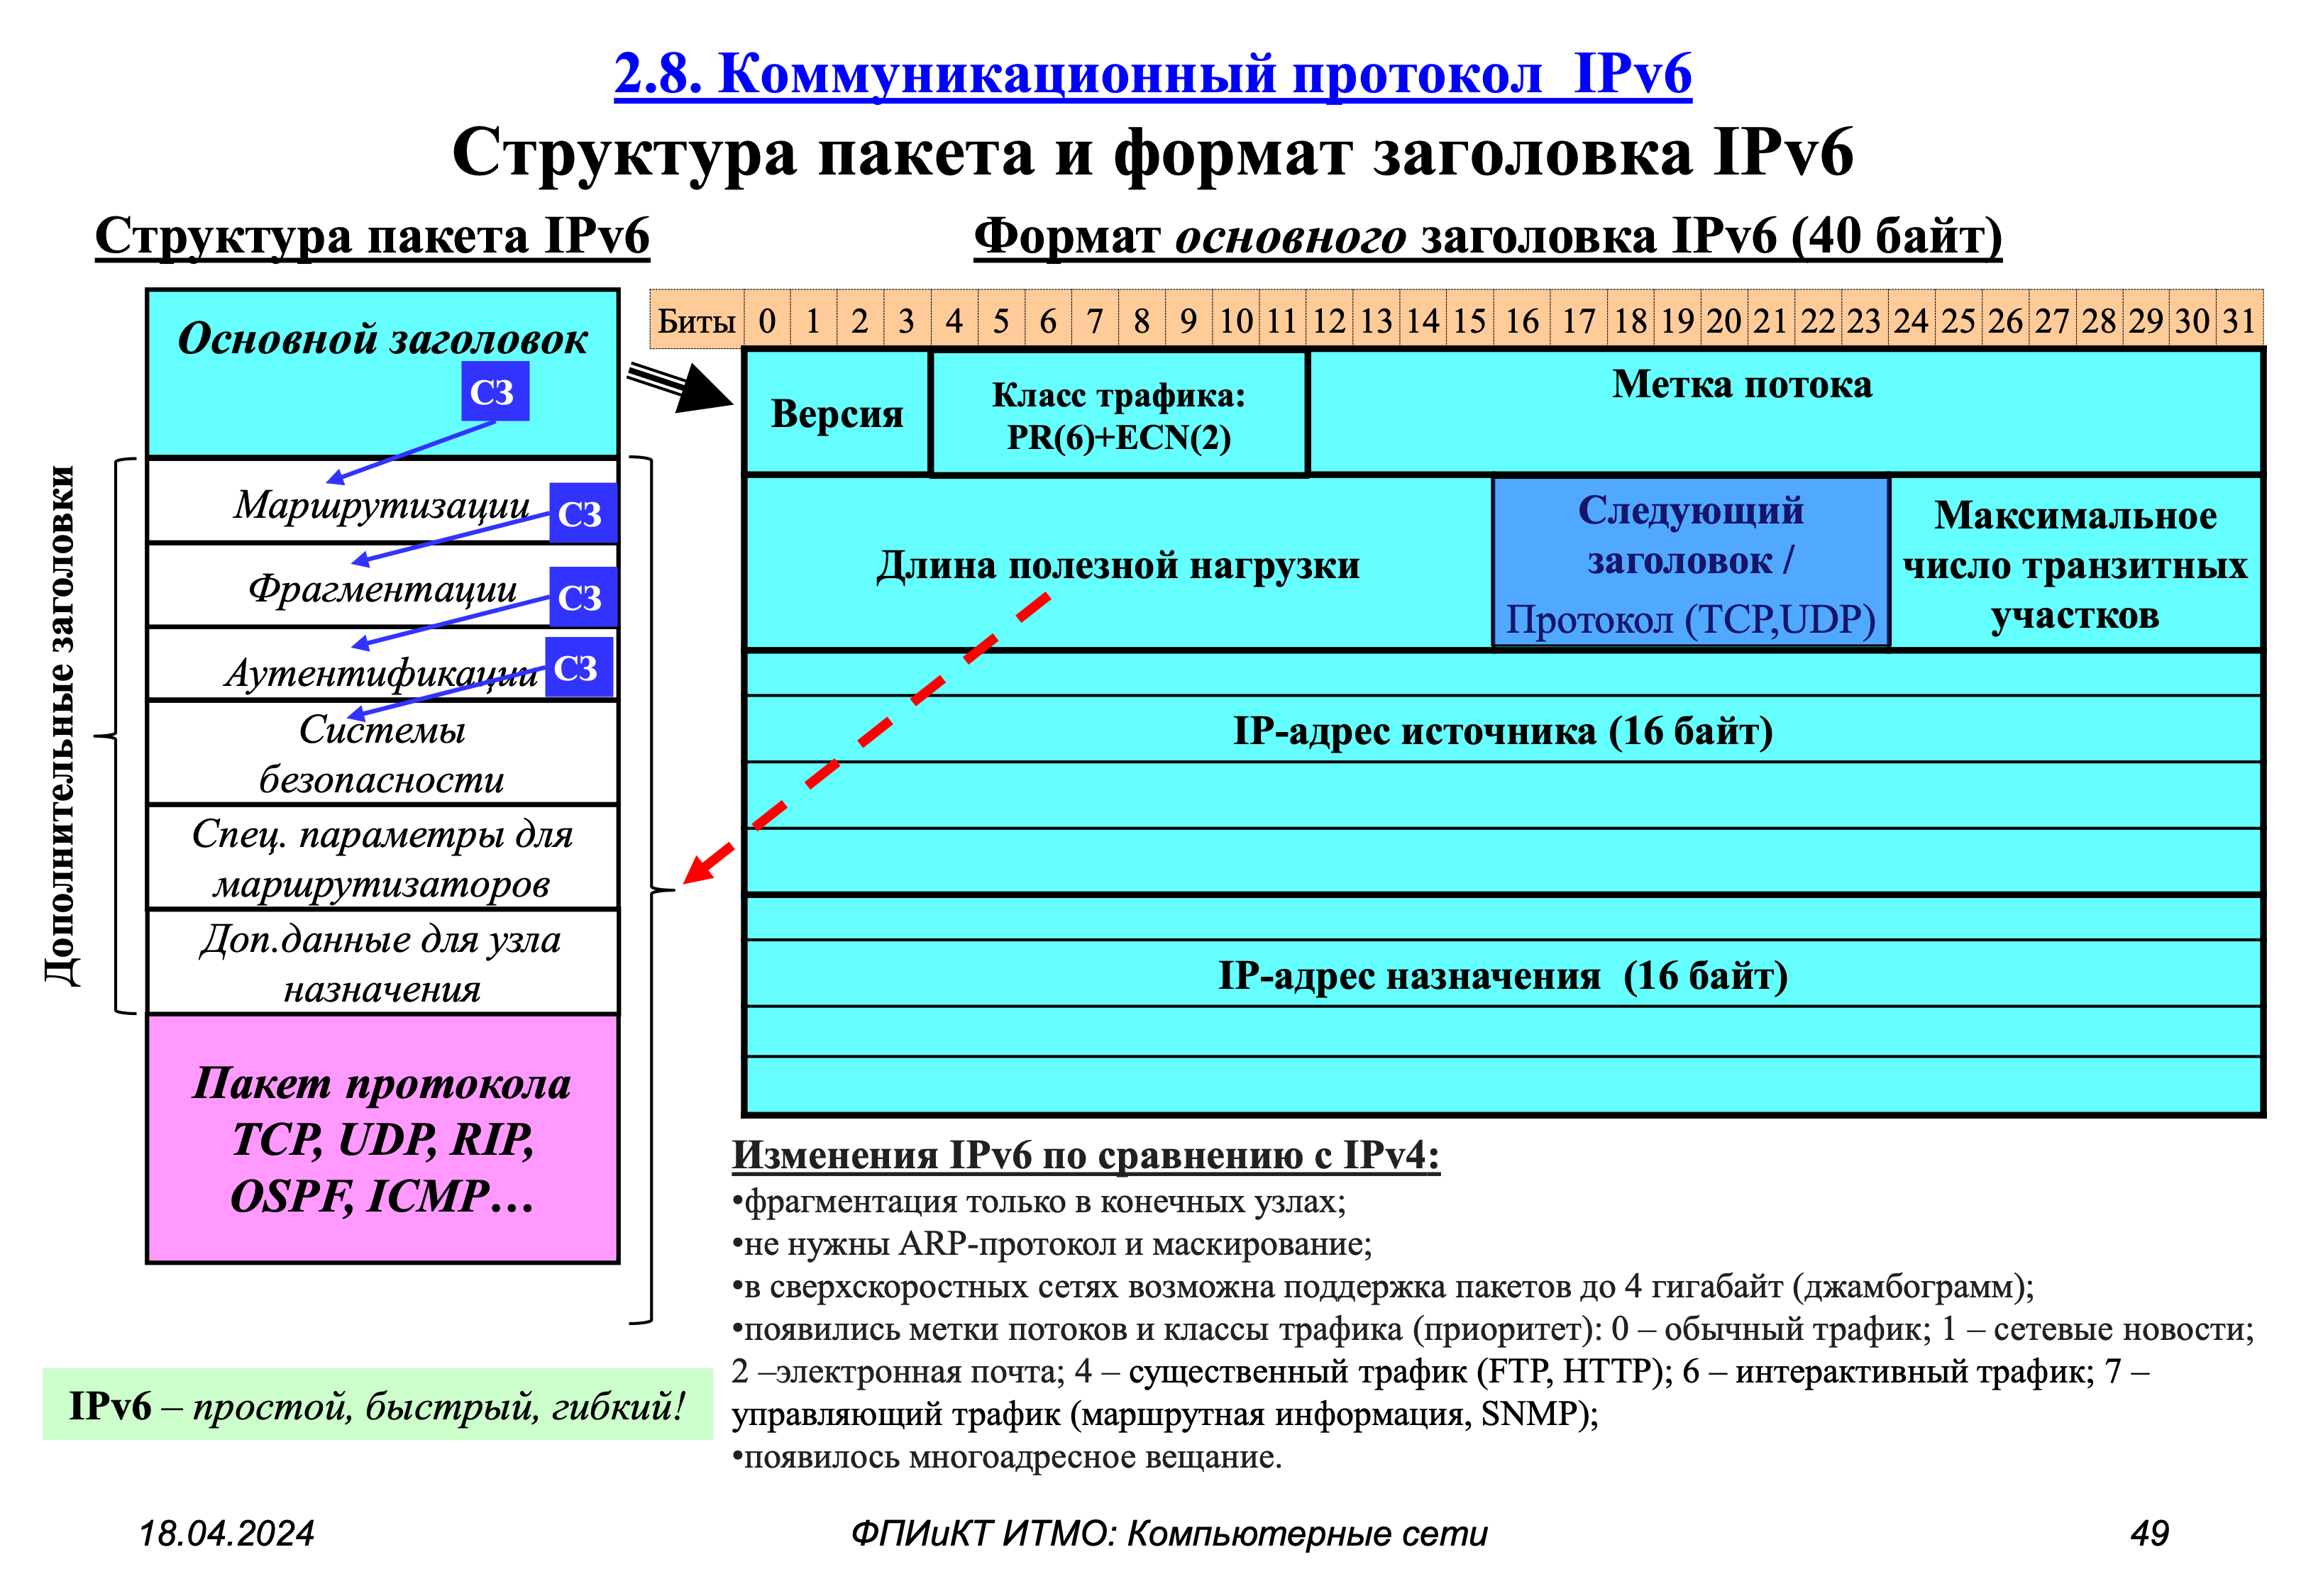 2.8. Коммуникационный протокол  IPv6
Структура пакета и формат заголовка IPv6
Структура пакета IPv6
Формат основного заголовка IPv6 (40 байт)
Основной заголовок
СЗ
Дополнительные заголовки
Маршрутизации
СЗ
Фрагментации
СЗ
Аутентификации
СЗ
Системы
безопасности
Спец. параметры для
маршрутизаторов
Доп.данные для узла
назначения
Пакет протокола
TCP, UDP, RIP,
OSPF, ICMP…
IPv6 – простой, быстрый, гибкий!
Биты 0 1 2 3 4 5 6 7 8 9 10 11 12 13 14 15 16 17 18 19 20 21 22 23 24 25 26 27 28 29 30 31
Версия
Класс трафика:
PR(6)+ECN(2)
Метка потока
Длина полезной нагрузки
Следующий
заголовок /
Протокол (TCP,UDP)
Максимальное
число транзитных
участков
IP-адрес источника (16 байт)
IP-адрес назначения  (16 байт)
Изменения IPv6 по сравнению с IPv4:
•фрагментация только в конечных узлах;
•не нужны ARP-протокол и маскирование;
•в сверхскоростных сетях возможна поддержка пакетов до 4 гигабайт (джамбограмм);
•появились метки потоков и классы трафика (приоритет): 0 – обычный трафик; 1 – сетевые новости;
2 –электронная почта; 4 – существенный трафик (FTP, HTTP); 6 – интерактивный трафик; 7 –
управляющий трафик (маршрутная информация, SNMP);
•появилось многоадресное вещание.
18.04.2024
ФПИиКТ ИТМО: Компьютерные сети
49